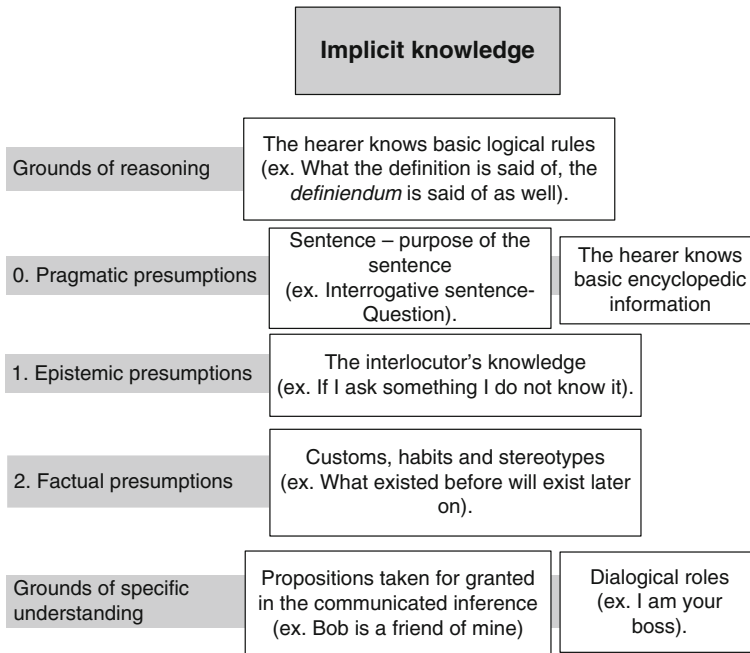 Implicit knowledge
Grounds of reasoning
The hearer knows basic logical rules
(ex. What the definition is said of, the
definiendum is said of as well).
0. Pragmatic presumptions
Sentence – purpose of the
sentence
(ex. Interrogative sentence-
Question).
The hearer knows
basic encyclopedic
information
1. Epistemic presumptions
The interlocutor’s knowledge
(ex. If I ask something I do not know it).
2. Factual presumptions
Customs, habits and stereotypes
(ex. What existed before will exist later
on).
Grounds of specific
understanding
Propositions taken for granted
in the communicated inference
(ex. Bob is a friend of mine)
Dialogical roles
(ex. I am your
boss).